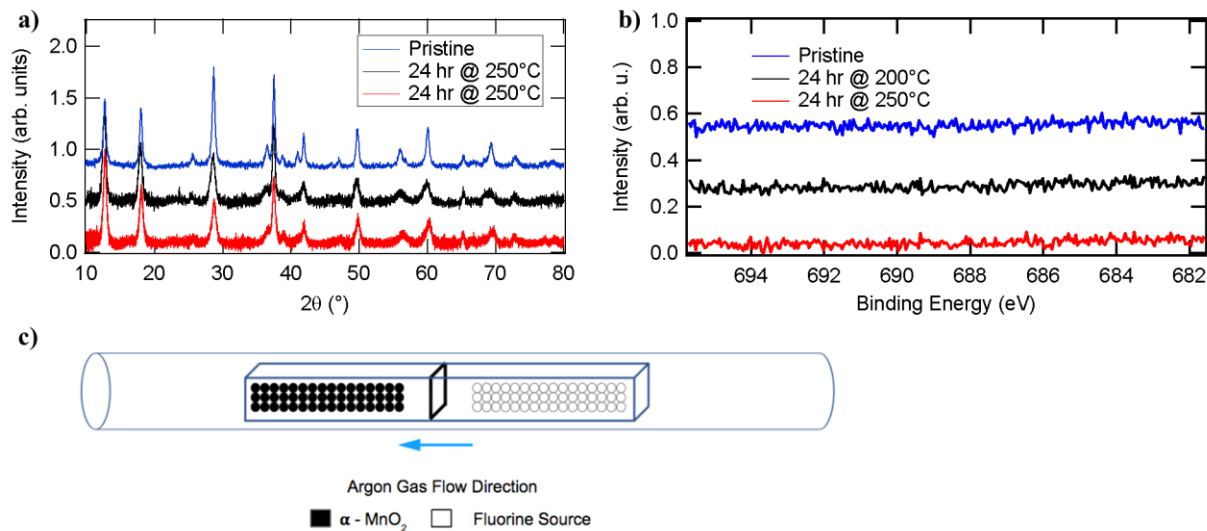 a)
Intensity (arb. units)
2.0
1.5
1.0
0.5
0.0
Pristine
24 hr @ 250°C
24 hr @ 250°C
10 20 30 40 50 60 70 80
2θ (°)
b)
Intensity (arb. u.)
1.0
0.8
0.6
0.4
0.2
0.0
Pristine
24 hr @ 200°C
24 hr @ 250°C
694 692 690 688 686 684 682
Binding Energy (eV)
c)
Argon Gas Flow Direction
α - MnO₂ Fluorine Source